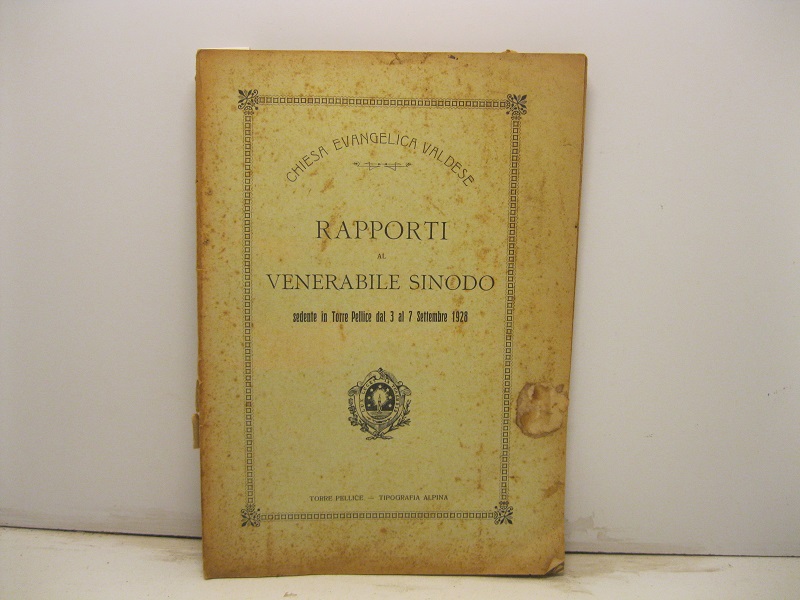 CHIESA EVANGELICA VALDESE
RAPPORTI
AL
VENERABILE SINODO
sedente in Torre Pellice dal 3 al 7 Settembre 1928
TORRE PELLICE — TIPOGRAFIA ALPINA